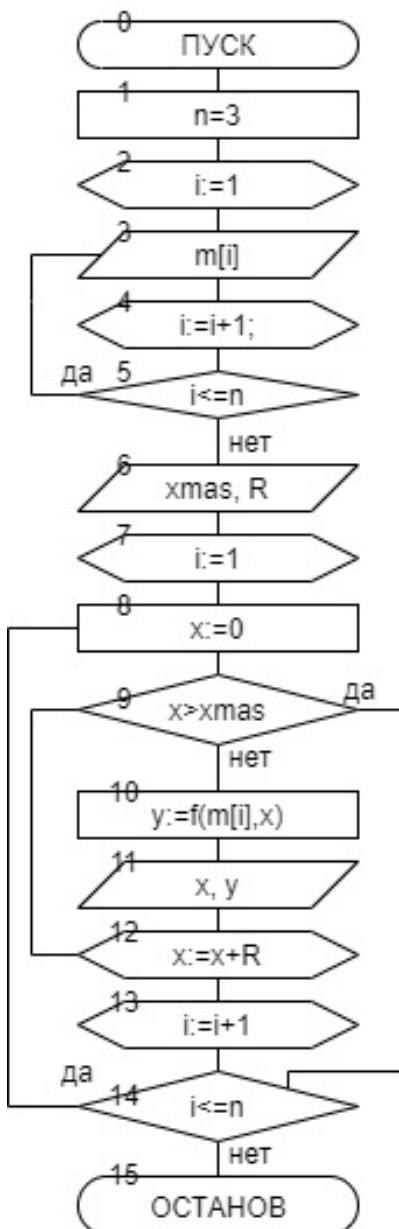 0
ПУСК
1
n=3
2
i:=1
3
m[i]
4
i:=i+1;
да 5
i<=n
нет
6
xmas, R
7
i:=1
8
x:=0
9
x>xmas
да
нет
10
y:=f(m[i],x)
11
x, y
12
x:=x+R
13
i:=i+1
да
14
i<=n
нет
15
ОСТАНОВ